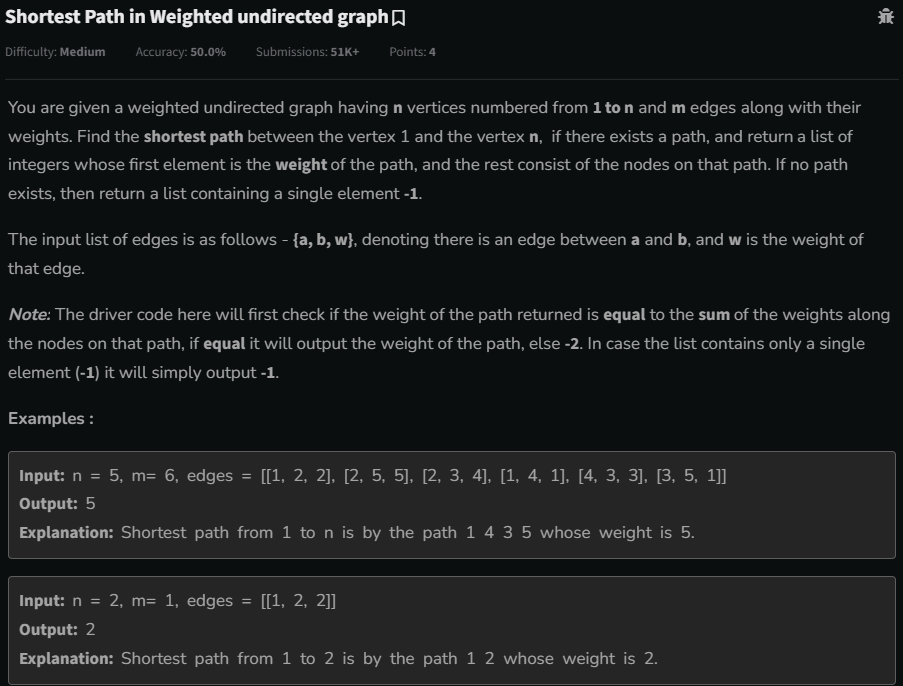 Shortest Path in Weighted undirected graph
Difficulty: Medium Accuracy: 50.0% Submissions: 51K+ Points: 4
You are given a weighted undirected graph having n vertices numbered from 1 to n and m edges along with their
weights. Find the shortest path between the vertex 1 and the vertex n,  if there exists a path, and return a list of
integers whose first element is the weight of the path, and the rest consist of the nodes on that path. If no path
exists, then return a list containing a single element -1.
The input list of edges is as follows - {a, b, w}, denoting there is an edge between a and b, and w is the weight of
that edge.
Note: The driver code here will first check if the weight of the path returned is equal to the sum of the weights along
the nodes on that path, if equal it will output the weight of the path, else -2. In case the list contains only a single
element (-1) it will simply output -1.
Examples :
Input: n = 5, m= 6, edges = [[1, 2, 2], [2, 5, 5], [2, 3, 4], [1, 4, 1], [4, 3, 3], [3, 5, 1]]
Output: 5
Explanation: Shortest path from 1 to n is by the path 1 4 3 5 whose weight is 5.
Input: n = 2, m= 1, edges = [[1, 2, 2]]
Output: 2
Explanation: Shortest path from 1 to 2 is by the path 1 2 whose weight is 2.